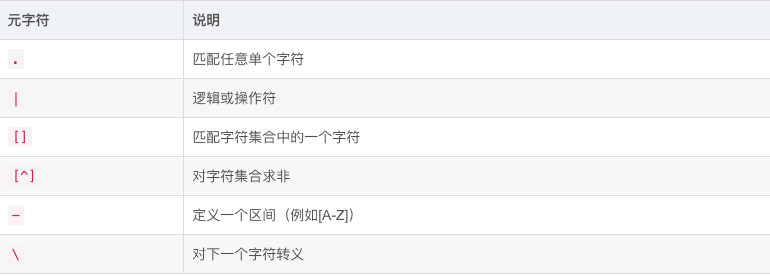 元字符 说明
. 匹配任意单个字符
| 逻辑或操作符
[] 匹配字符集合中的一个字符
[^] 对字符集合求非
- 定义一个区间（例如[A-Z]）
\ 对下一个字符转义